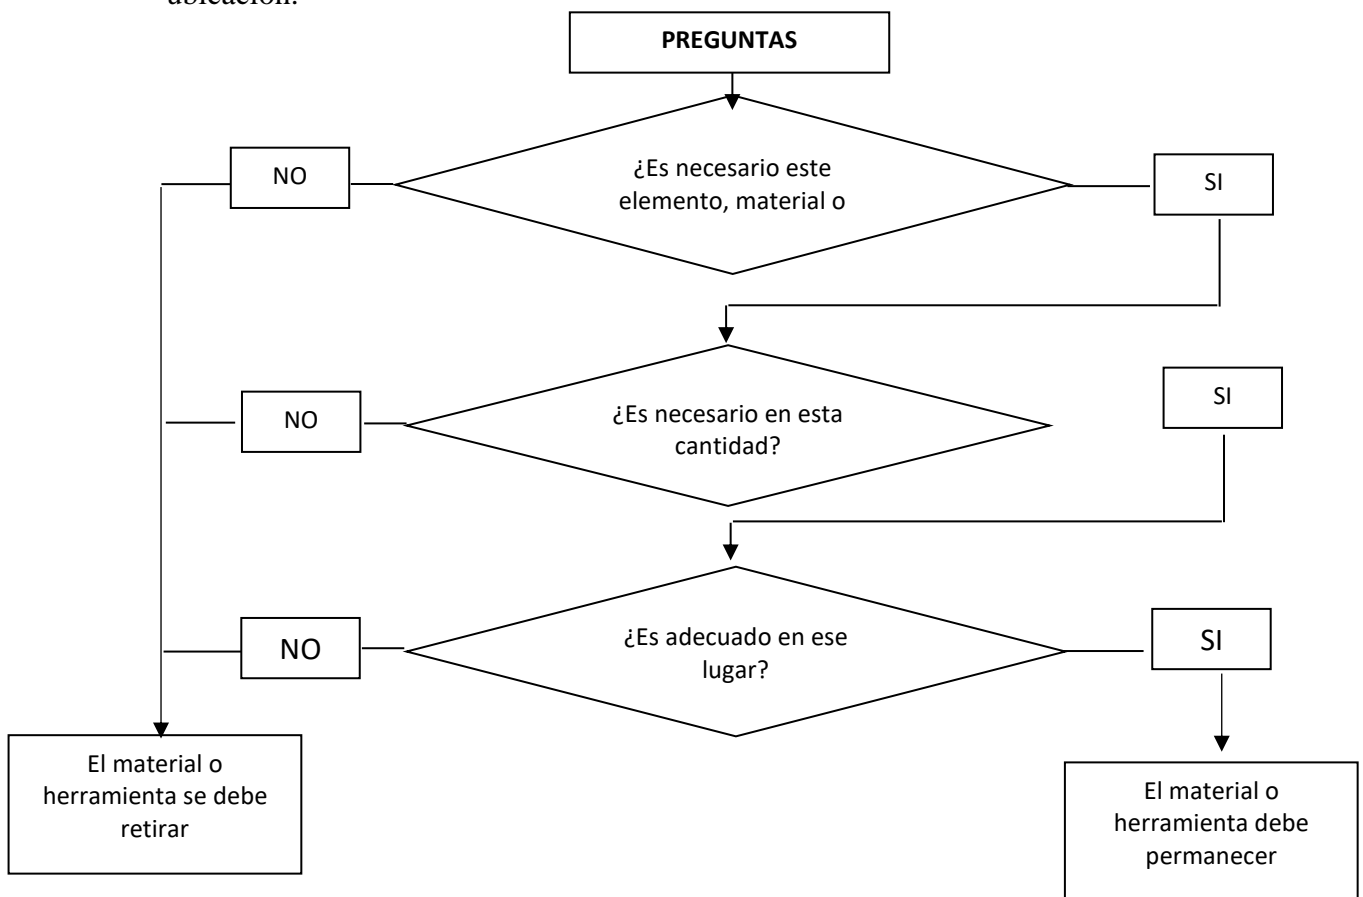 ubicación.
PREGUNTAS
¿Es necesario este
elemento, material o
NO
SI
¿Es necesario en esta
cantidad?
NO
SI
¿Es adecuado en ese
lugar?
NO
SI
El material o
herramienta se debe
retirar
El material o
herramienta debe
permanecer